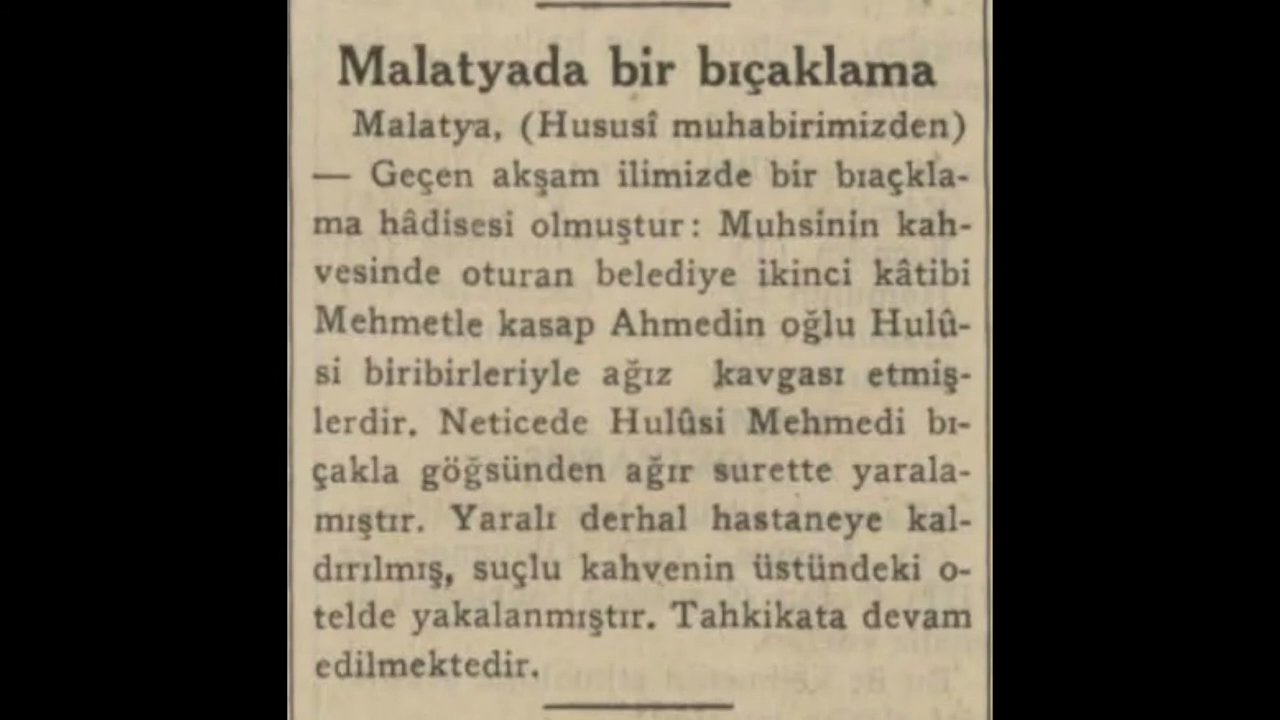 Malatyada bir bıçaklama
Malatya, (Hususî muhabirimizden)
— Geçen akşam ilimizde bir bıaçkla-
ma hâdisesi olmuştur: Muhsinin kah-
vesinde oturan belediye ikinci kâtibi
Mehmetle kasap Ahmedin oğlu Hulû-
si biribirleriyle ağız kavgası etmiş-
lerdir. Neticede Hulûsi Mehmedi bı-
çakla göğsünden ağır surette yarala-
mıştır. Yaralı derhal hastaneye kal-
dırılmış, suçlu kahvenin üstündeki o-
telde yakalanmıştır. Tahkikata devam
edilmektedir.